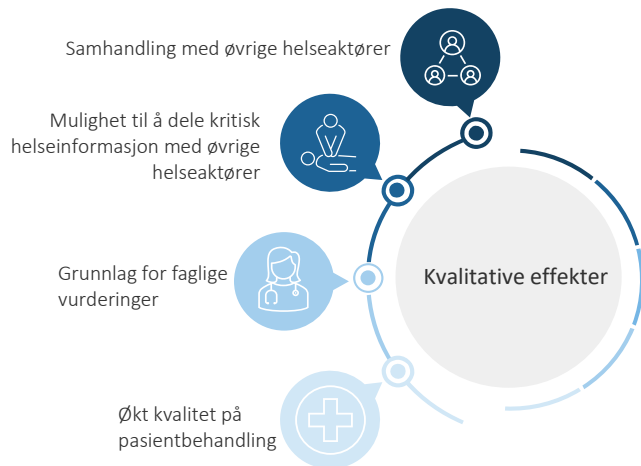 Samhandling med øvrige helseaktører
Mulighet til å dele kritisk
helseinformasjon med øvrige
helseaktører
Grunnlag for faglige
vurderinger
Kvalitative effekter
Økt kvalitet på
pasientbehandling